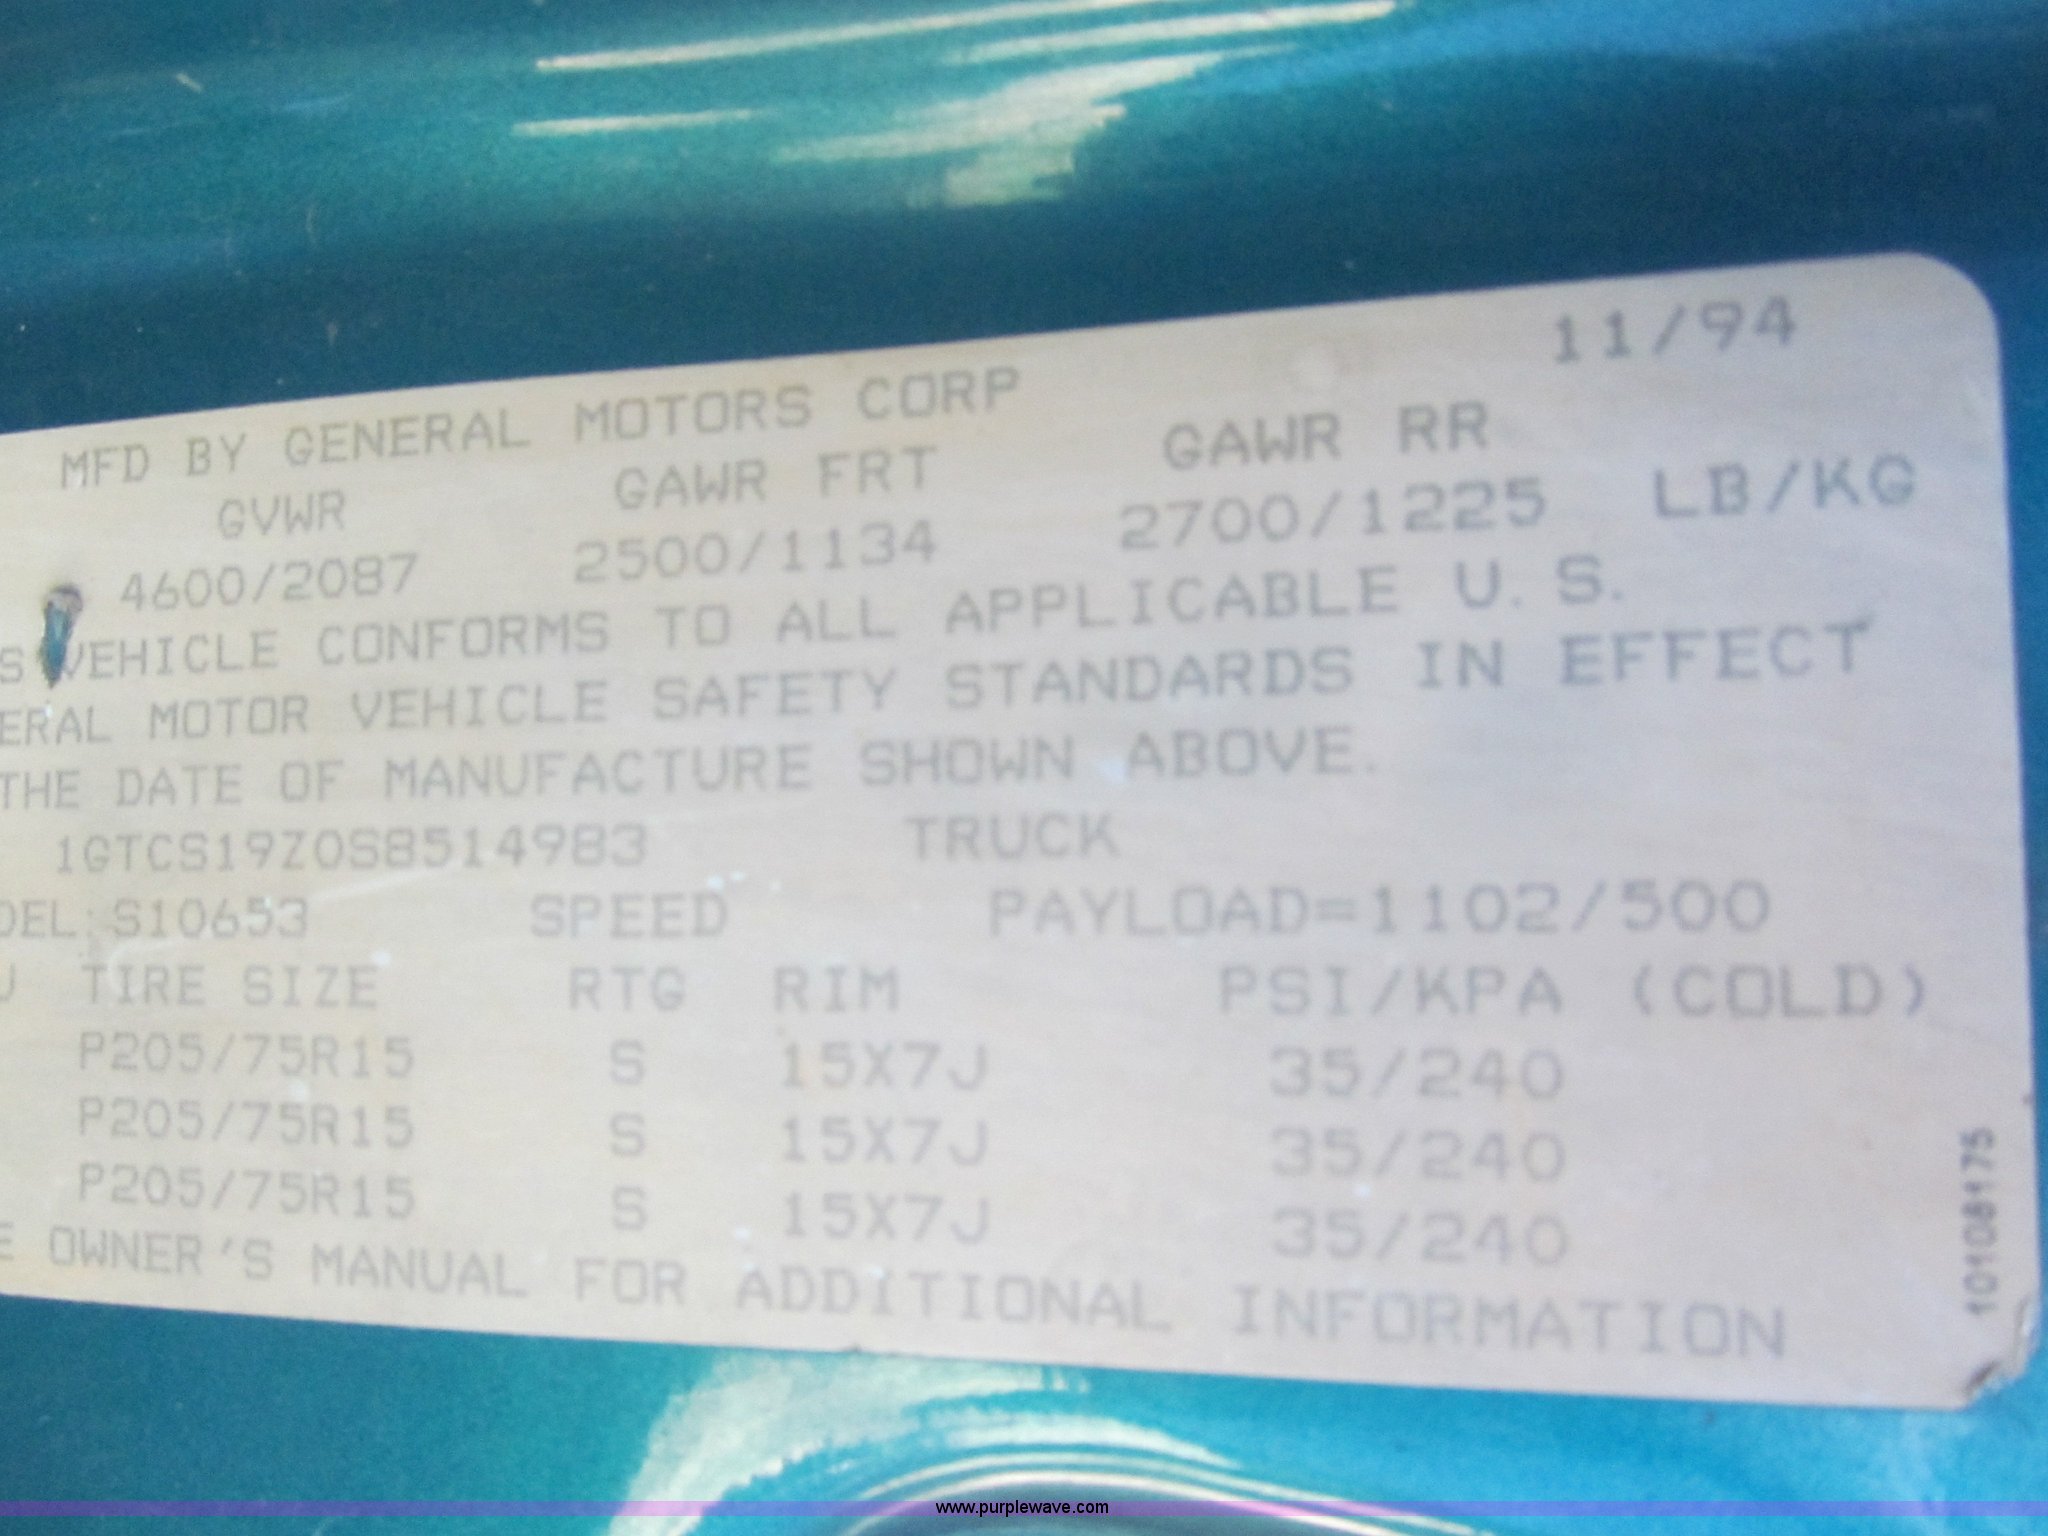 11/94
MFD BY GENERAL MOTORS CORP
GVWR GAWR FRT GAWR RR
4600/2087 2500/1134 2700/1225 LB/KG
S VEHICLE CONFORMS TO ALL APPLICABLE U.S.
ERAL MOTOR VEHICLE SAFETY STANDARDS IN EFFECT
THE DATE OF MANUFACTURE SHOWN ABOVE.
1GTCS19Z0S8514983 TRUCK
DEL: S10653 SPEED PAYLOAD=1102/500
TIRE SIZE RTG RIM PSI/KPA (COLD)
P205/75R15 S 15X7J 35/240
P205/75R15 S 15X7J 35/240
P205/75R15 S 15X7J 35/240
E OWNER'S MANUAL FOR ADDITIONAL INFORMATION
10108175
www.purplewave.com